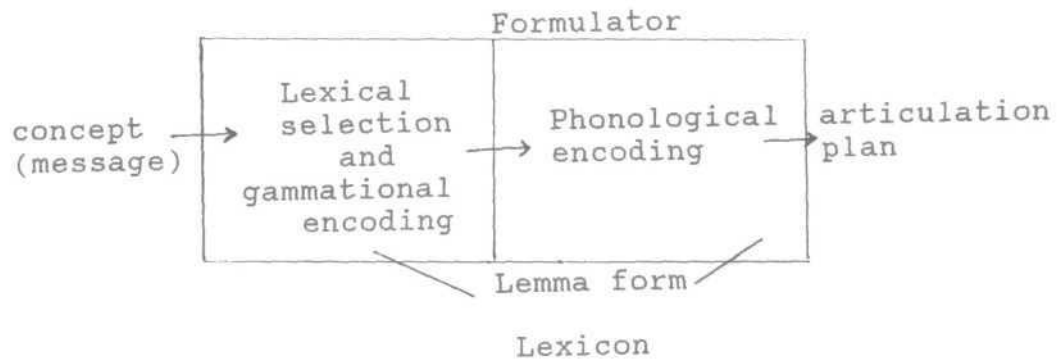 Formulator
concept
(message)
Lexical
selection
and
gammational
encoding
Phonological
encoding
articulation
plan
Lemma form
Lexicon